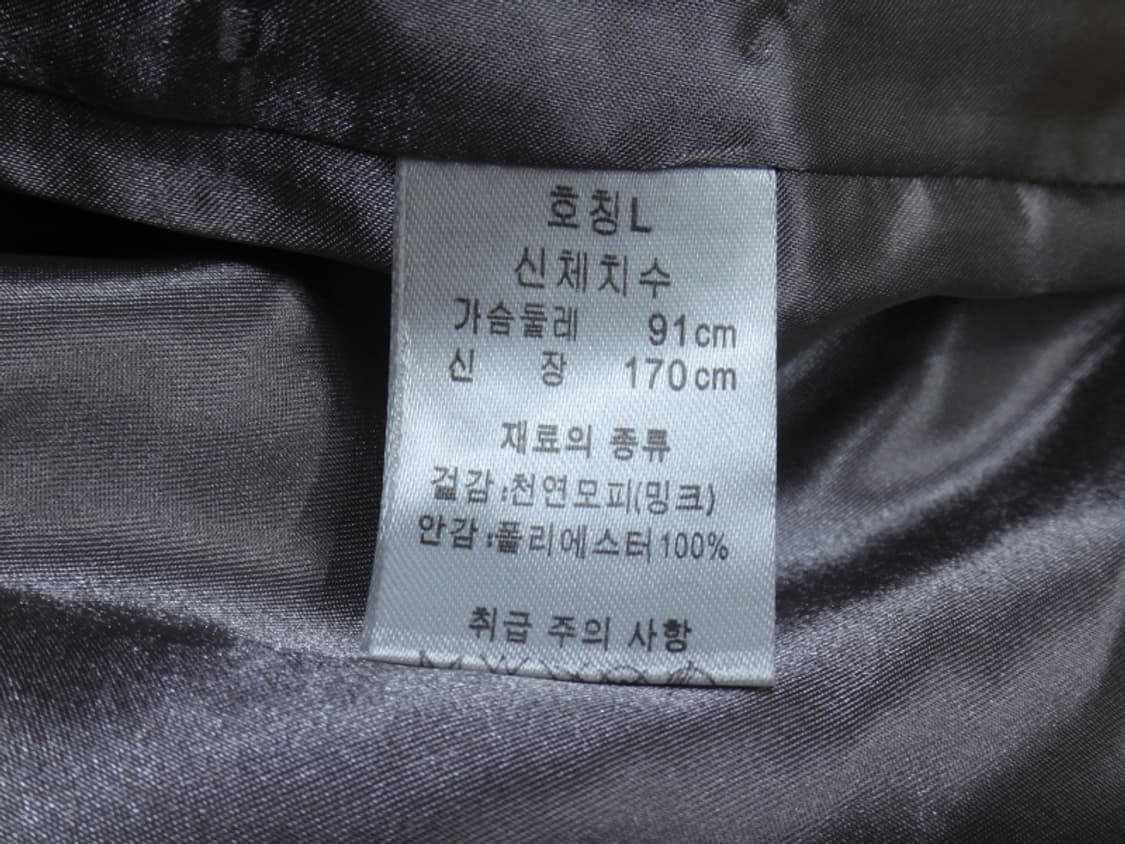 호칭L
신체치수
가슴둘레 91cm
신 장 170cm
재료의 종류
겉감:천연모피(밍크)
안감:폴리에스터100%
취급 주의 사항